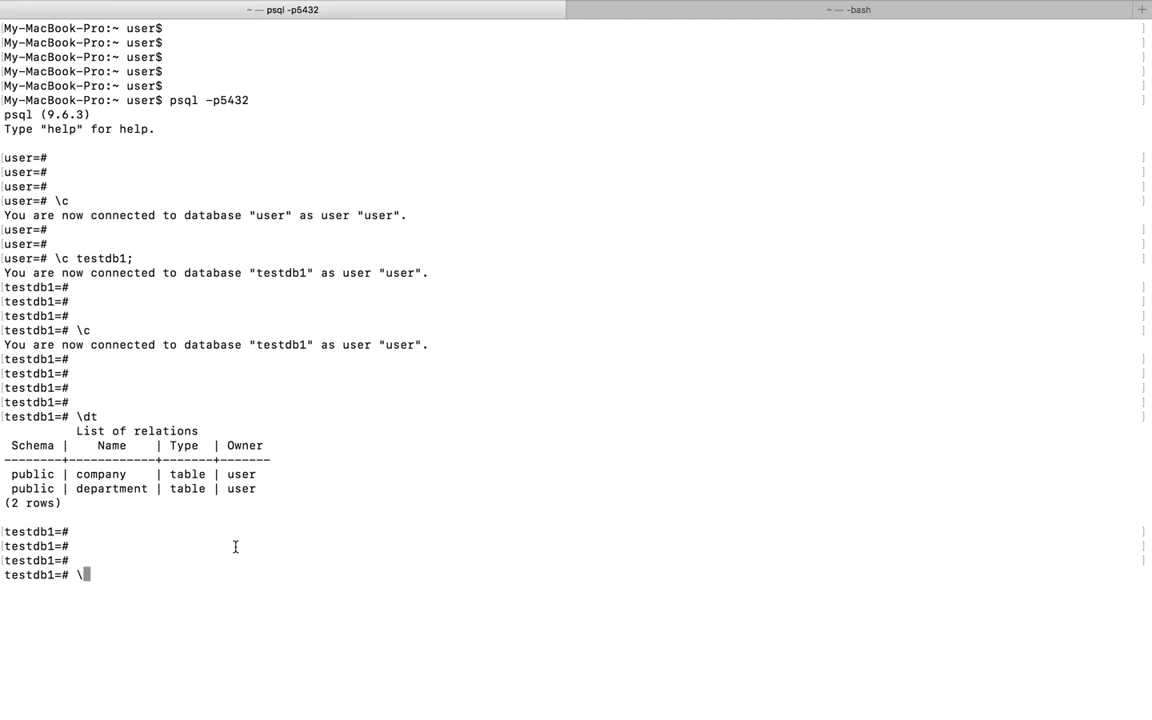 ~ — psql -p5432
~ — -bash
+
My-MacBook-Pro:~ user$
My-MacBook-Pro:~ user$
My-MacBook-Pro:~ user$
My-MacBook-Pro:~ user$
My-MacBook-Pro:~ user$
My-MacBook-Pro:~ user$ psql -p5432
psql (9.6.3)
Type "help" for help.
user=#
user=#
user=#
user=# \c
You are now connected to database "user" as user "user".
user=#
user=#
user=# \c testdb1;
You are now connected to database "testdb1" as user "user".
testdb1=#
testdb1=#
testdb1=#
testdb1=# \c
You are now connected to database "testdb1" as user "user".
testdb1=#
testdb1=#
testdb1=#
testdb1=#
testdb1=# \dt
List of relations
Schema | Name | Type | Owner
--------+------------+-------+-------
public | company | table | user
public | department | table | user
(2 rows)
testdb1=#
testdb1=#
testdb1=#
testdb1=# \